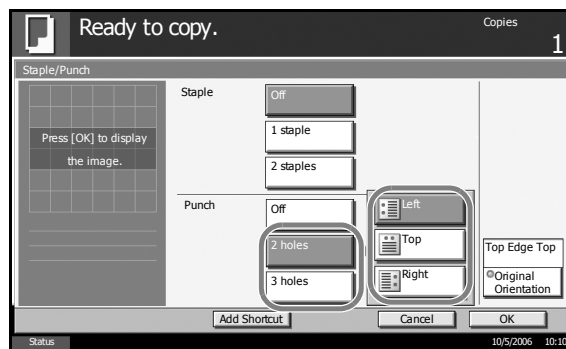 Ready to copy.
Copies
1
Staple/Punch
Press [OK] to display
the image.
Staple
Off
1 staple
2 staples
Punch
Off
2 holes
3 holes
Left
Top
Right
Top Edge Top
Original
Orientation
Add Shortcut
Cancel
OK
Status
10/5/2006 10:10